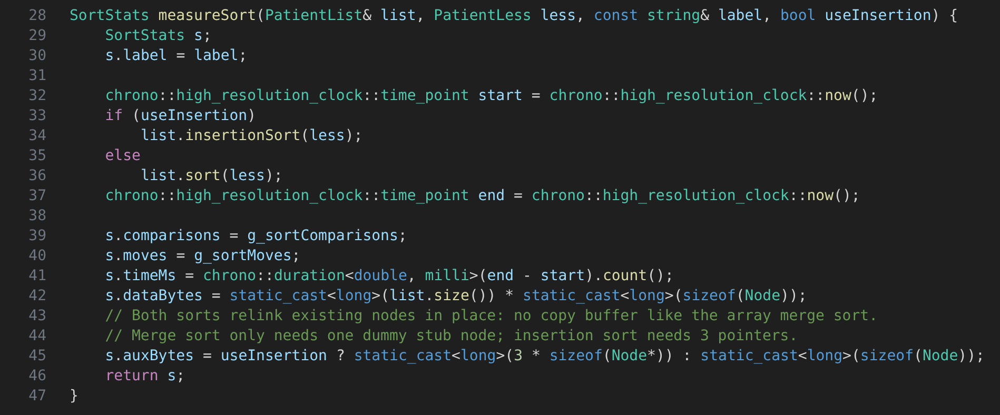 28 SortStats measureSort(PatientList& list, PatientLess less, const string& label, bool useInsertion) {
29     SortStats s;
30     s.label = label;
31
32     chrono::high_resolution_clock::time_point start = chrono::high_resolution_clock::now();
33     if (useInsertion)
34         list.insertionSort(less);
35     else
36         list.sort(less);
37     chrono::high_resolution_clock::time_point end = chrono::high_resolution_clock::now();
38
39     s.comparisons = g_sortComparisons;
40     s.moves = g_sortMoves;
41     s.timeMs = chrono::duration<double, milli>(end - start).count();
42     s.dataBytes = static_cast<long>(list.size()) * static_cast<long>(sizeof(Node));
43     // Both sorts relink existing nodes in place: no copy buffer like the array merge sort.
44     // Merge sort only needs one dummy stub node; insertion sort needs 3 pointers.
45     s.auxBytes = useInsertion ? static_cast<long>(3 * sizeof(Node*)) : static_cast<long>(sizeof(Node));
46     return s;
47 }